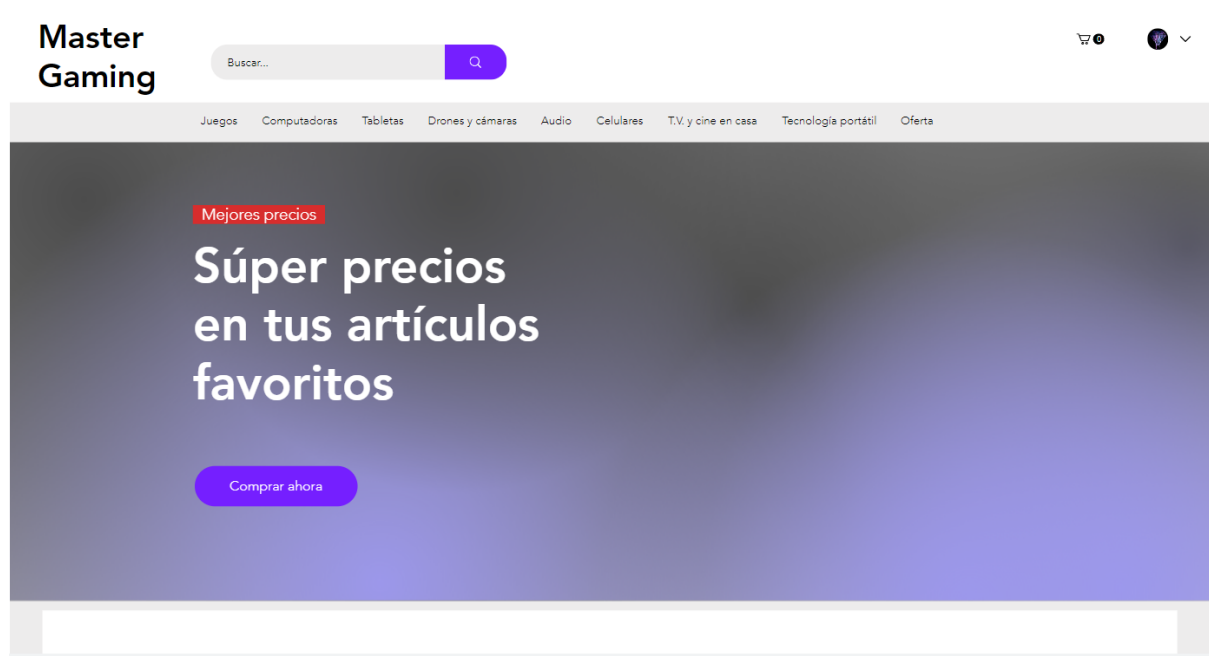 Master
Gaming
Buscar...
0
Juegos Computadoras Tabletas Drones y cámaras Audio Celulares T.V. y cine en casa Tecnología portátil Oferta
Mejores precios
Súper precios
en tus artículos
favoritos
Comprar ahora